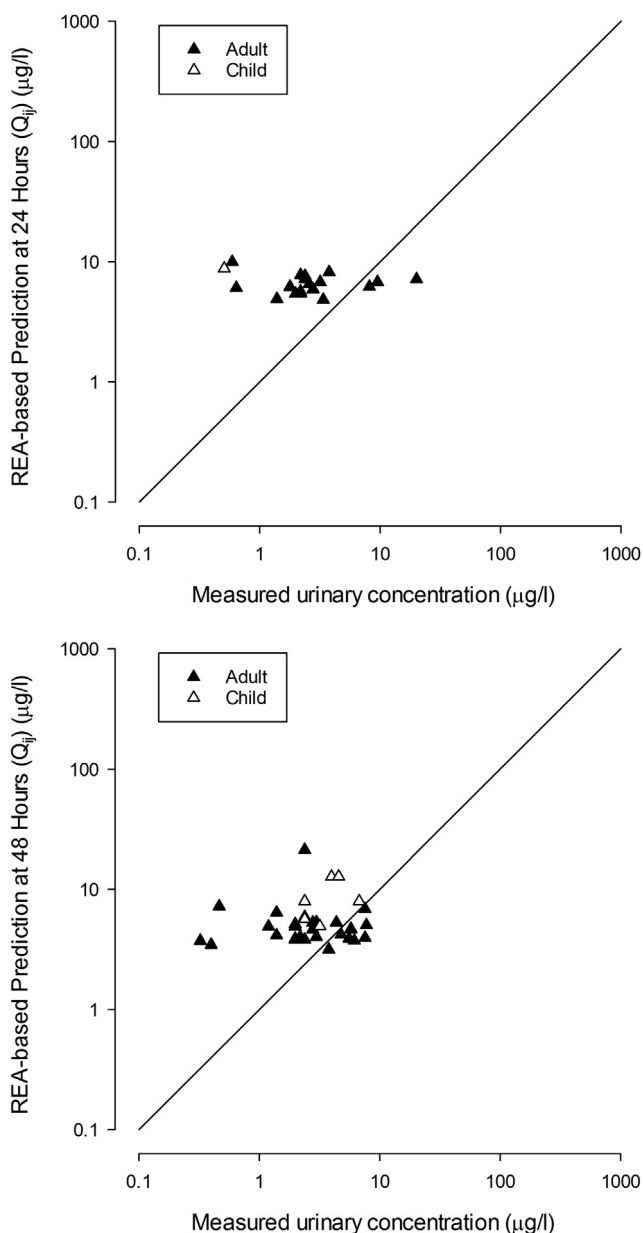 REA-based Prediction at 24 Hours (Qij) (μg/l)
1000
100
10
1
0.1
Adult
Child
0.1 1 10 100 1000
Measured urinary concentration (μg/l)
REA-based Prediction at 48 Hours (Qij) (μg/l)
1000
100
10
1
0.1
Adult
Child
0.1 1 10 100 1000
Measured urinary concentration (μg/l)